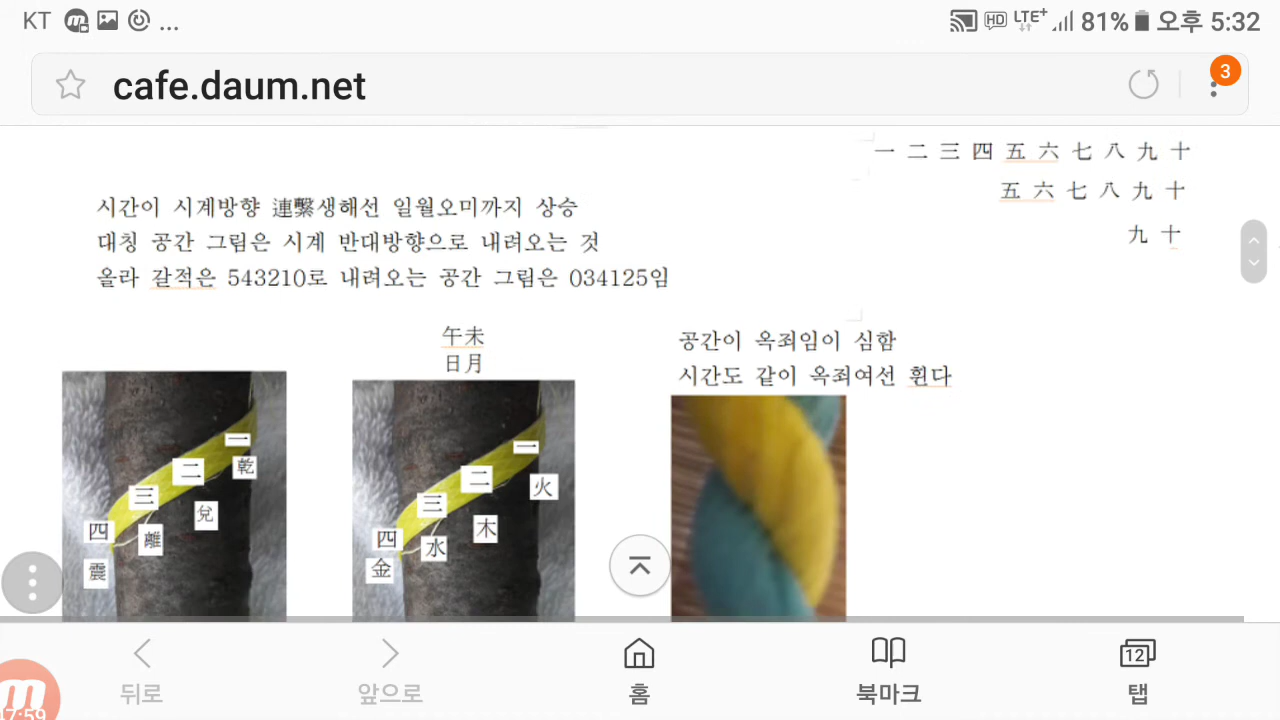 KT ... HD LTE+ 81% 오후 5:32
cafe.daum.net
3
一 二 三 四 五 六 七 八 九 十
五 六 七 八 九 十
九 十
시간이 시계방향 連繫생해선 일월오미까지 상승
대칭 공간 그림은 시계 반대방향으로 내려오는 것
올라 갈적은 543210로 내려오는 공간 그림은 034125임
午未
日月
공간이 옥죄임이 심함
시간도 같이 옥죄여선 휜다
一
乾
二
兌
三
離
四
震
一
火
二
木
三
水
四
金
12
뒤로
앞으로
홈
북마크
탭
m
17:59